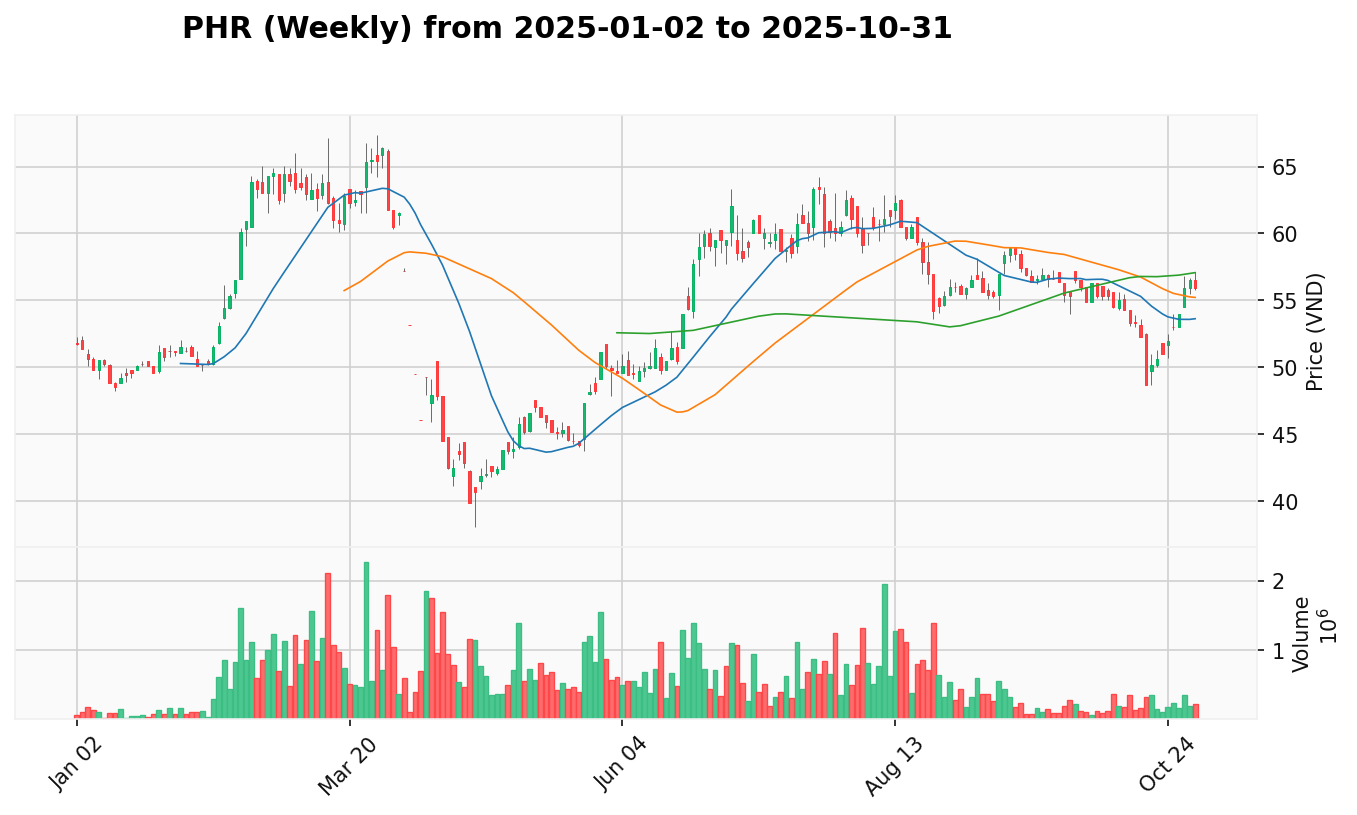 PHR (Weekly) from 2025-01-02 to 2025-10-31
65
60
55
50
45
40
Price (VND)
2
1
Volume
10⁶
Jan 02
Mar 20
Jun 04
Aug 13
Oct 24